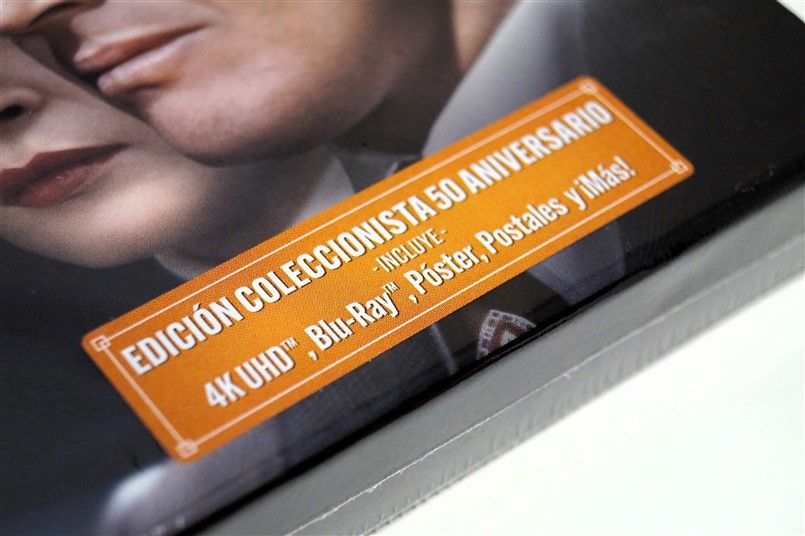 EDICIÓN COLECCIONISTA 50 ANIVERSARIO
- INCLUYE -
4K UHD™, Blu-Ray™, Póster, Postales y ¡Más!